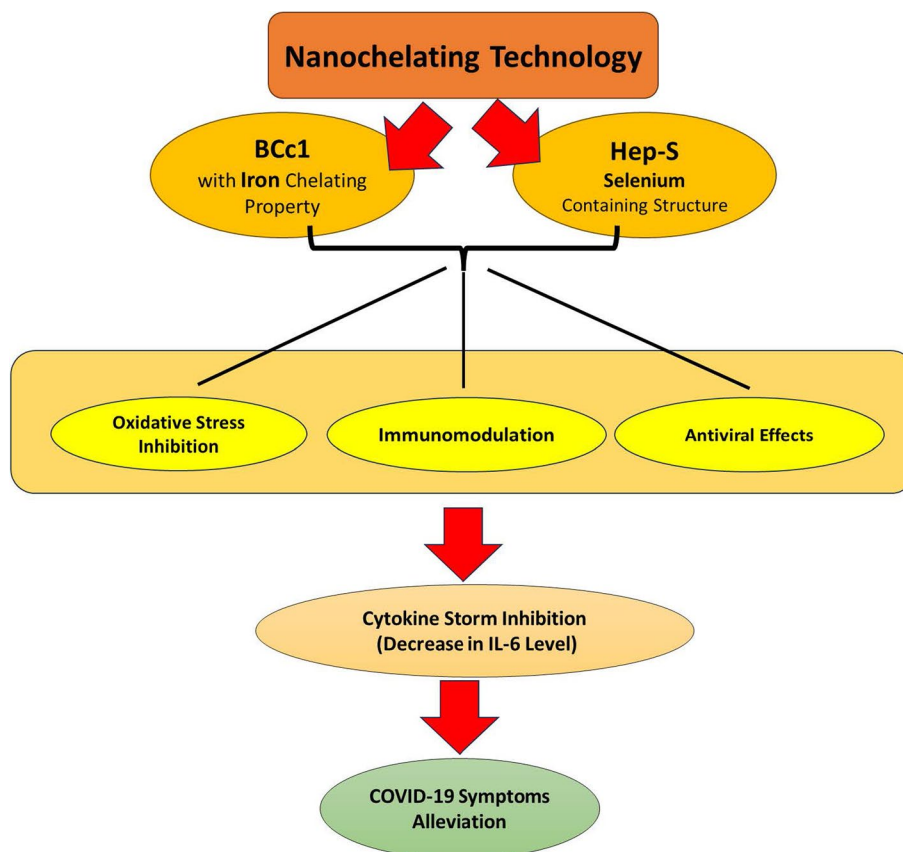 Nanochelating Technology
BCc1
with Iron Chelating
Property
Hep-S
Selenium
Containing Structure
Oxidative Stress
Inhibition
Immunomodulation
Antiviral Effects
Cytokine Storm Inhibition
(Decrease in IL-6 Level)
COVID-19 Symptoms
Alleviation